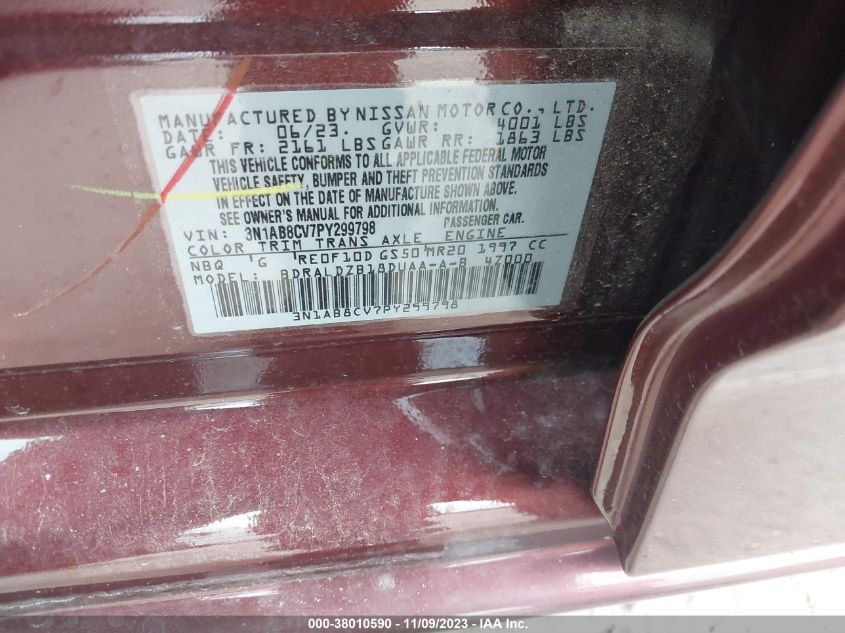 MANUFACTURED BY NISSAN MOTOR CO., LTD.
DATE: 06/23. GVWR: 4001 LBS
GAWR FR: 2161 LBS GAWR RR: 1863 LBS
THIS VEHICLE CONFORMS TO ALL APPLICABLE FEDERAL MOTOR
VEHICLE SAFETY, BUMPER AND THEFT PREVENTION STANDARDS
IN EFFECT ON THE DATE OF MANUFACTURE SHOWN ABOVE.
SEE OWNER'S MANUAL FOR ADDITIONAL INFORMATION.
VIN: 3N1AB8CV7PY299798 PASSENGER CAR.
COLOR TRIM TRANS AXLE ENGINE
NBQ 'G 'RE0F10D GS50'MR20 1997 CC
MODEL: BDRALDZB18DUAA-A-B 47000
3N1AB8CV7PY299798
000-38010590 - 11/09/2023 - © IAA Inc.